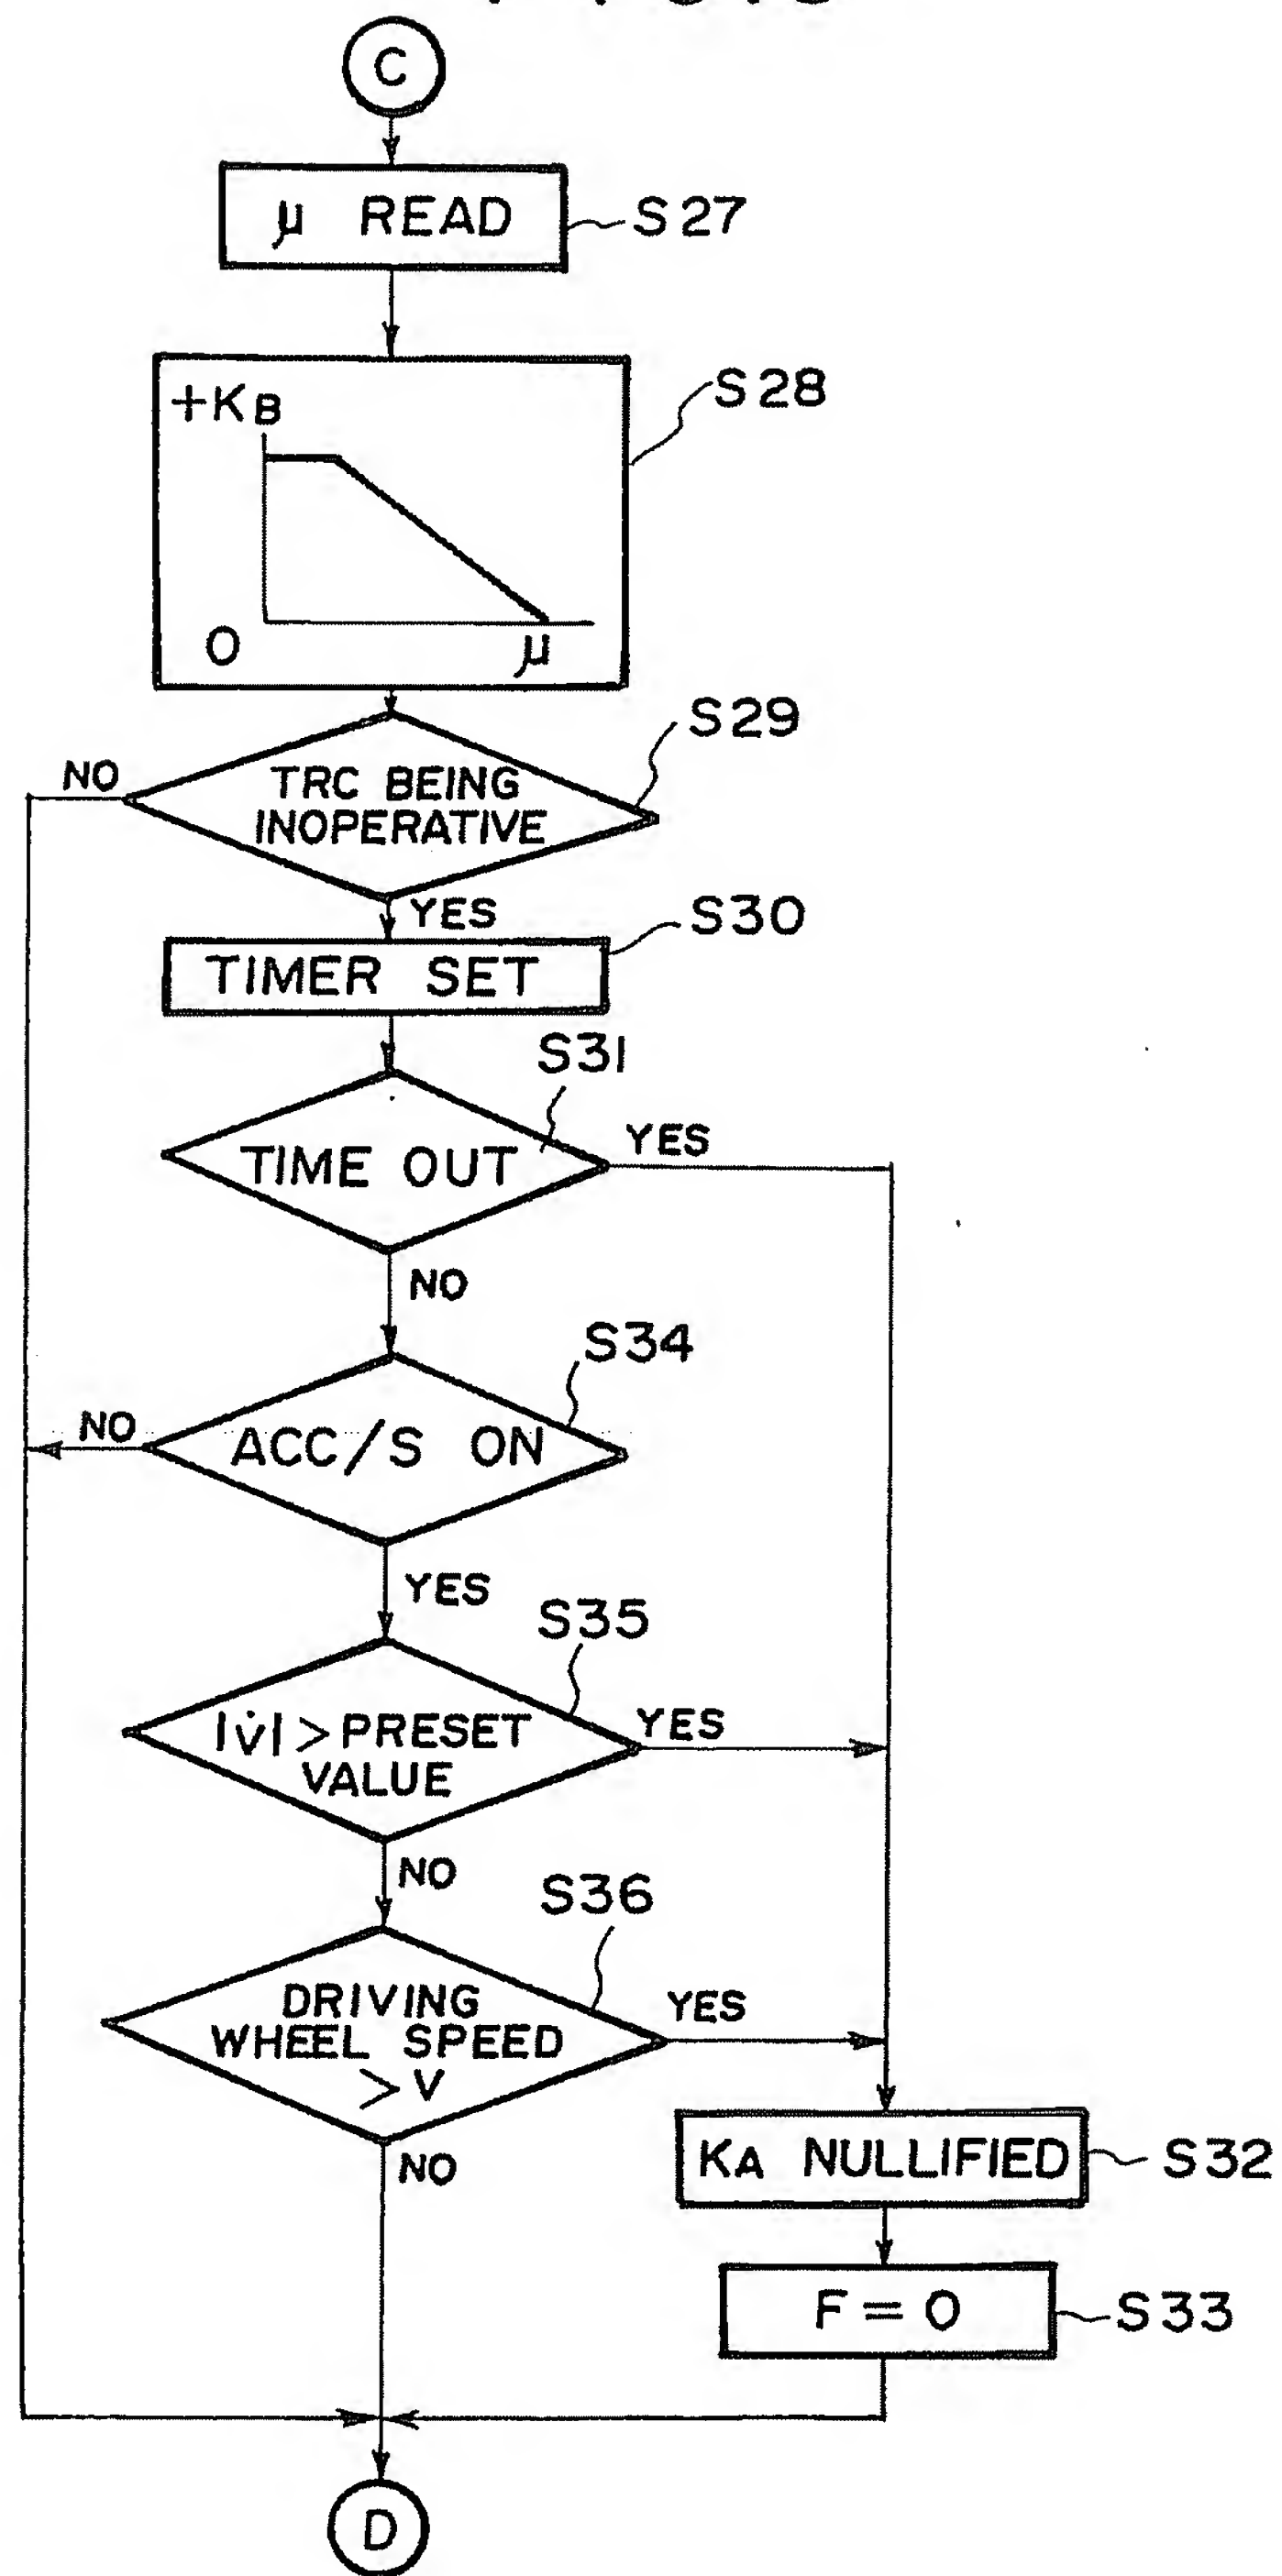 C
μ READ
S27
S28
+KB
O
μ
S29
NO
TRC BEING
INOPERATIVE
YES
S30
TIMER SET
S31
TIME OUT
YES
NO
S34
NO
ACC/S ON
YES
S35
|v̇| > PRESET
VALUE
YES
NO
S36
DRIVING
WHEEL SPEED
> V
YES
NO
KA NULLIFIED
S32
F = O
S33
D